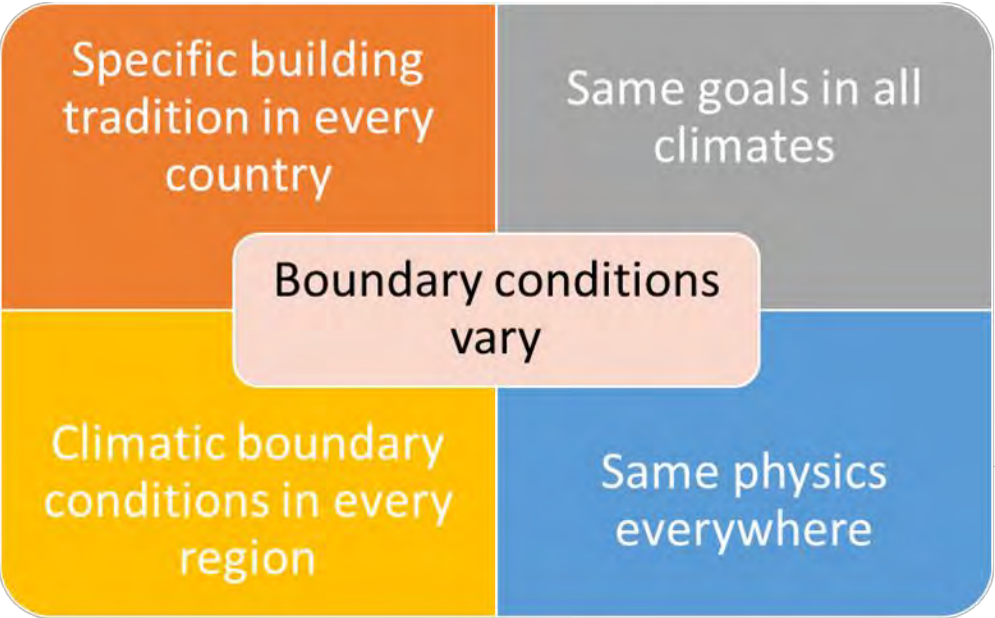 Specific building
tradition in every
country
Same goals in all
climates
Boundary conditions
vary
Climatic boundary
conditions in every
region
Same physics
everywhere